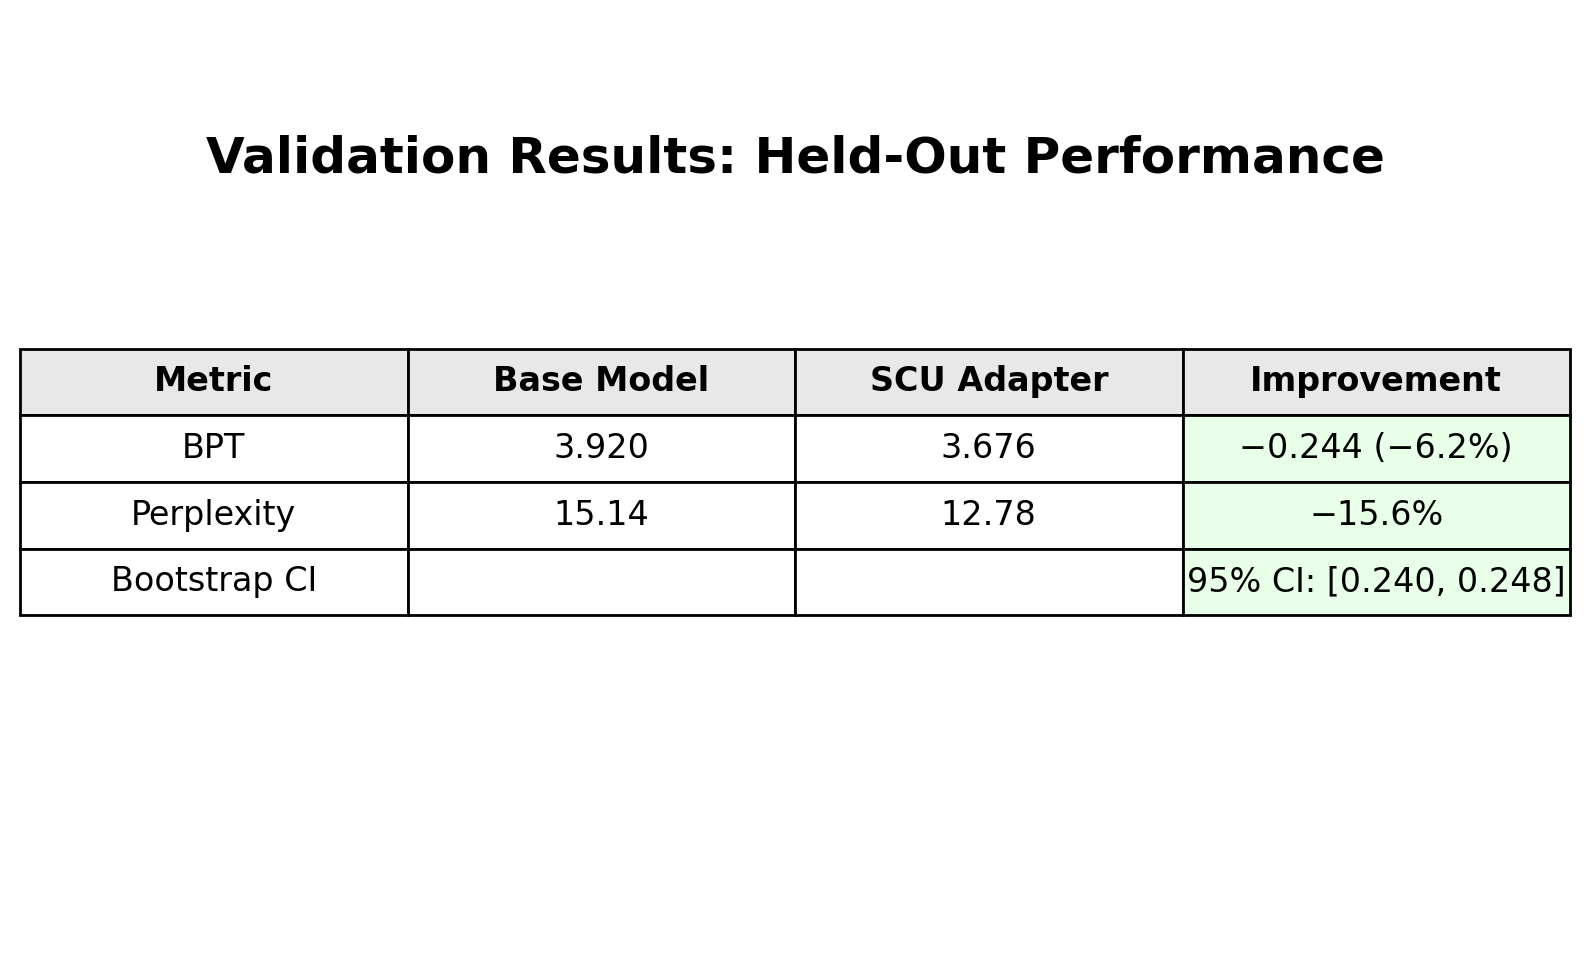 Validation Results: Held-Out Performance
Metric Base Model SCU Adapter Improvement
BPT 3.920 3.676 −0.244 (−6.2%)
Perplexity 15.14 12.78 −15.6%
Bootstrap CI 95% CI: [0.240, 0.248]